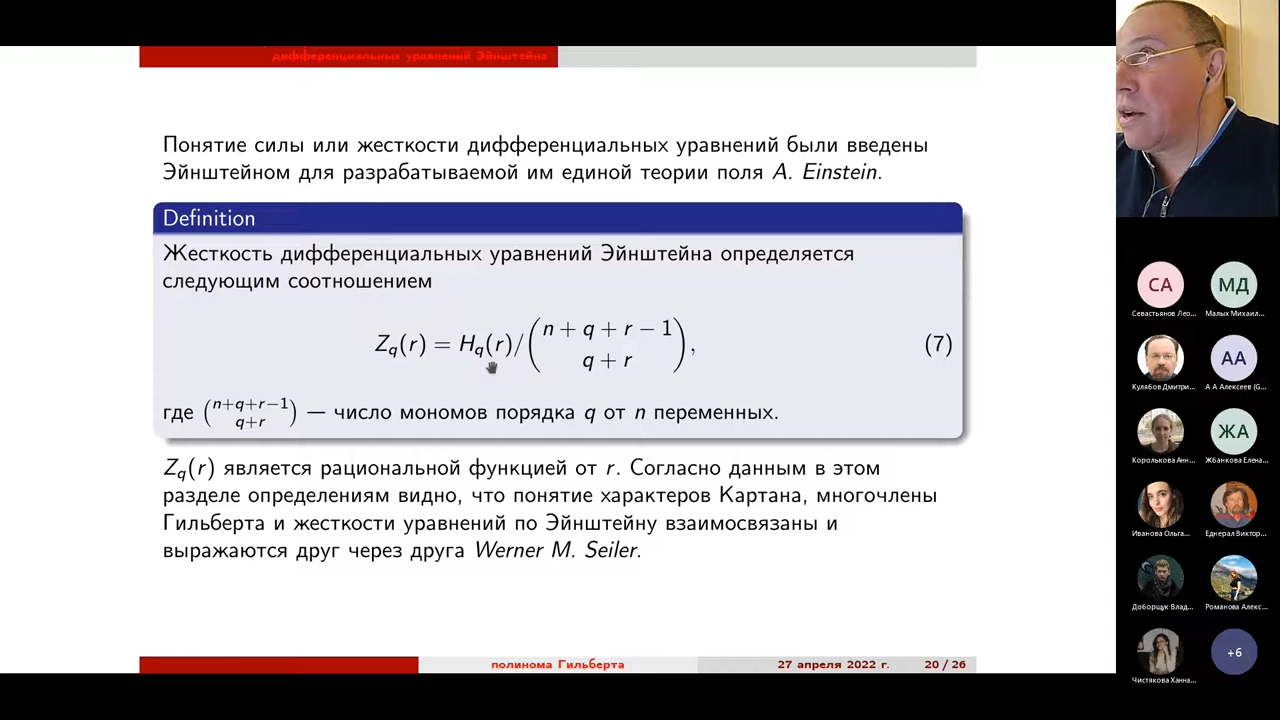 дифференциальных уравнений Эйнштейна
Понятие силы или жесткости дифференциальных уравнений были введены
Эйнштейном для разрабатываемой им единой теории поля A. Einstein.
Definition
Жесткость дифференциальных уравнений Эйнштейна определяется
следующим соотношением
Z_q(r) = H_q(r)/(n + q + r − 1
q + r), (7)
где (n+q+r−1
q+r) — число мономов порядка q от n переменных.
Z_q(r) является рациональной функцией от r. Согласно данным в этом
разделе определениям видно, что понятие характеров Картана, многочлены
Гильберта и жесткости уравнений по Эйнштейну взаимосвязаны и
выражаются друг через друга Werner M. Seiler.
полинома Гильберта 27 апреля 2022 г. 20 / 26
СА МД
Севастьянов Лео... Малых Михаил...
АА
Кулябов Дмитри... А А Алексеев (G...
ЖА
Королькова Анн... Жбанкова Елена...
Иванова Ольга... Еднерал Виктор...
Доборщук Влад... Романова Алекс...
+6
Чистякова Ханна...